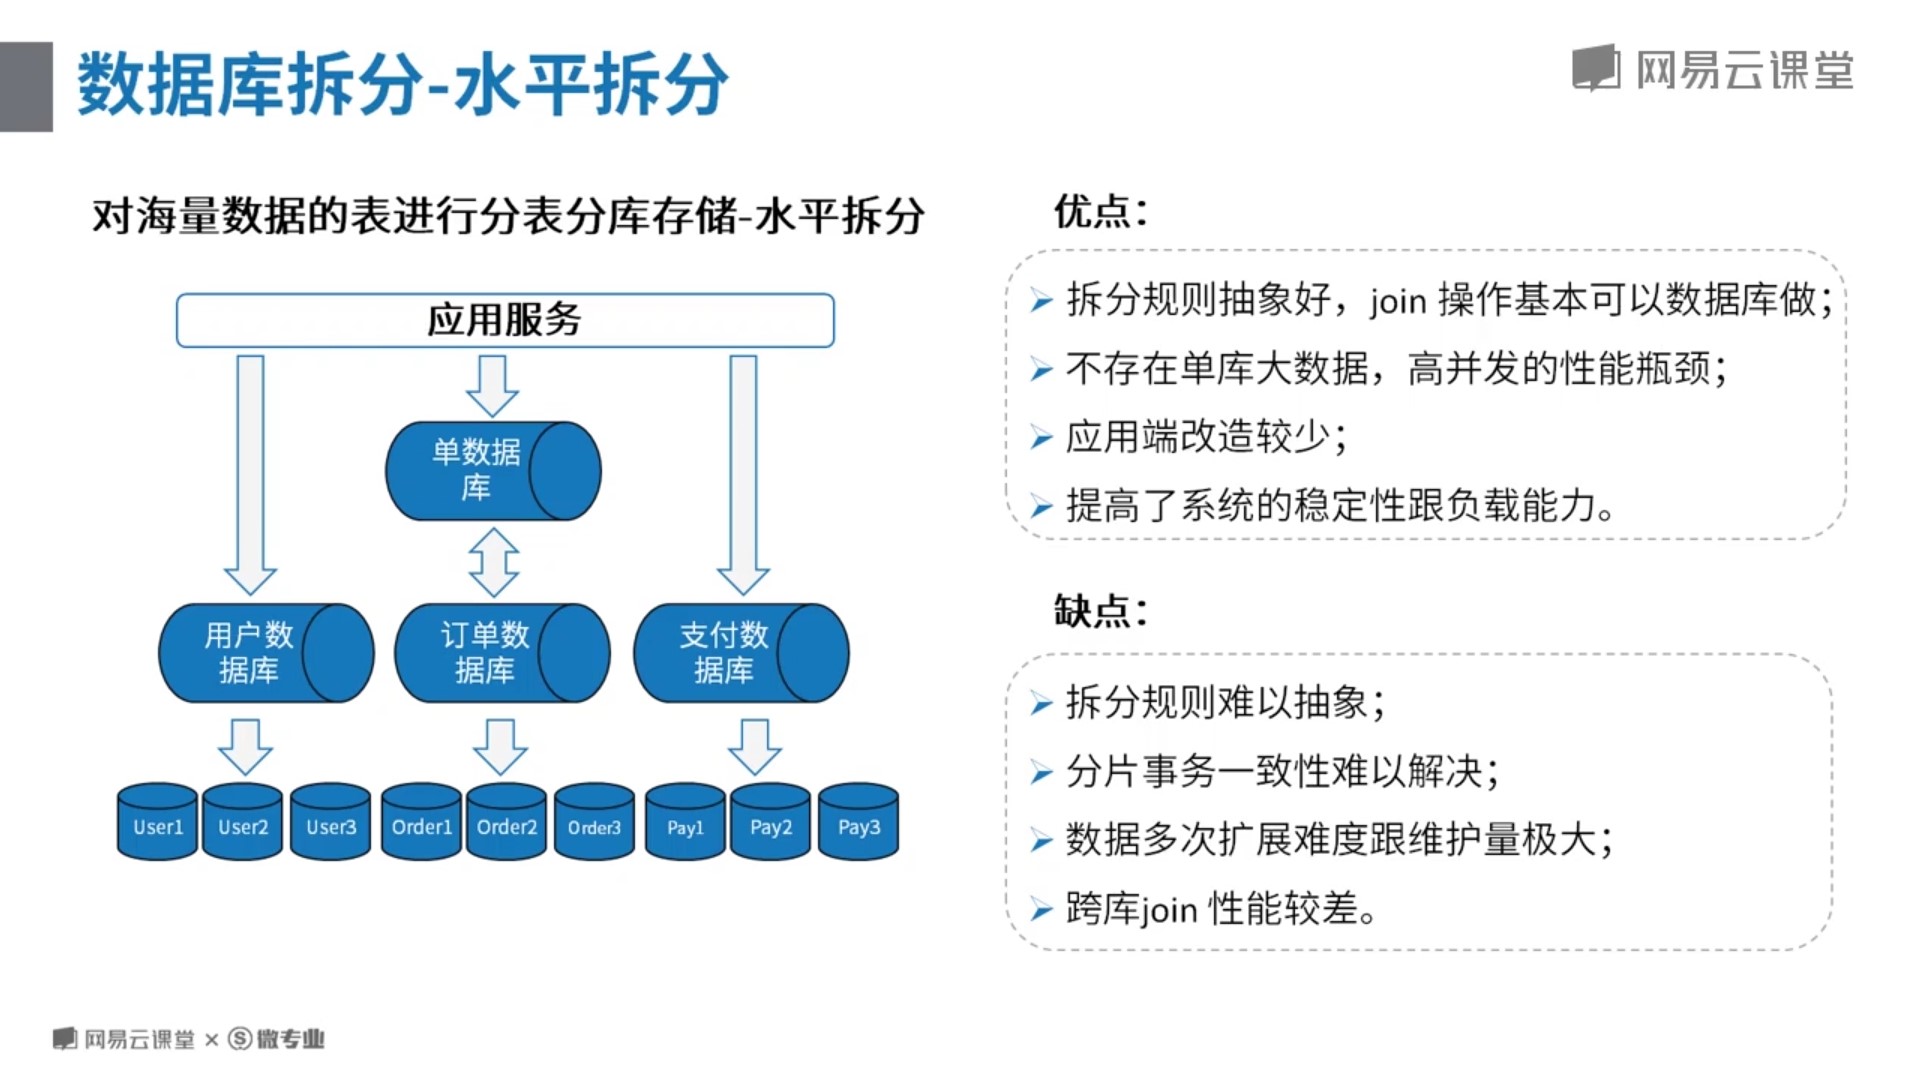 数据库拆分-水平拆分
网易云课堂
对海量数据的表进行分表分库存储-水平拆分
应用服务
单数据
库
用户数
据库
订单数
据库
支付数
据库
User1
User2
User3
Order1
Order2
Order3
Pay1
Pay2
Pay3
优点：
拆分规则抽象好，join 操作基本可以数据库做；
不存在单库大数据，高并发的性能瓶颈；
应用端改造较少；
提高了系统的稳定性跟负载能力。
缺点：
拆分规则难以抽象；
分片事务一致性难以解决；
数据多次扩展难度跟维护量极大；
跨库join 性能较差。
网易云课堂 × Ⓢ微专业